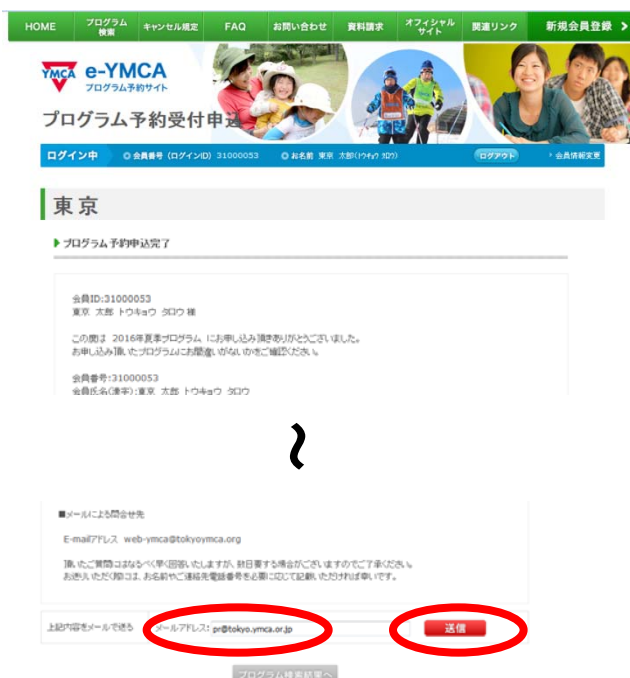 HOME プログラム検索 キャンセル規定 FAQ お問い合わせ 資料請求 オフィシャルサイト 関連リンク 新規会員登録 >
YMCA e-YMCA
プログラム予約サイト
プログラム予約受付申込
ログイン中 会員番号 (ログインID) 31000053 お名前 東京 太郎(トウキョウ タロウ) ログアウト 会員情報変更
東京
プログラム予約申込完了
会員ID:31000053
東京 太郎 トウキョウ タロウ 様
この度は 2016年夏季プログラム にお申し込み頂きありがとうございました。
お申し込み頂いたプログラムにお間違いがないかをご確認ください。
会員番号:31000053
会員氏名(漢字):東京 太郎 トウキョウ タロウ
~
■メールによる問合せ先
E-mailアドレス web-ymca@tokyoymca.org
頂いたご質問にはなるべく早く回答いたしますが、数日要する場合がございますのでご了承ください。
お送りいただく際には、お名前やご連絡先電話番号を必要に応じて記載いただければ幸いです。
上記内容をメールで送る メールアドレス: pr@tokyo.ymca.or.jp 送信
プログラム検索結果へ